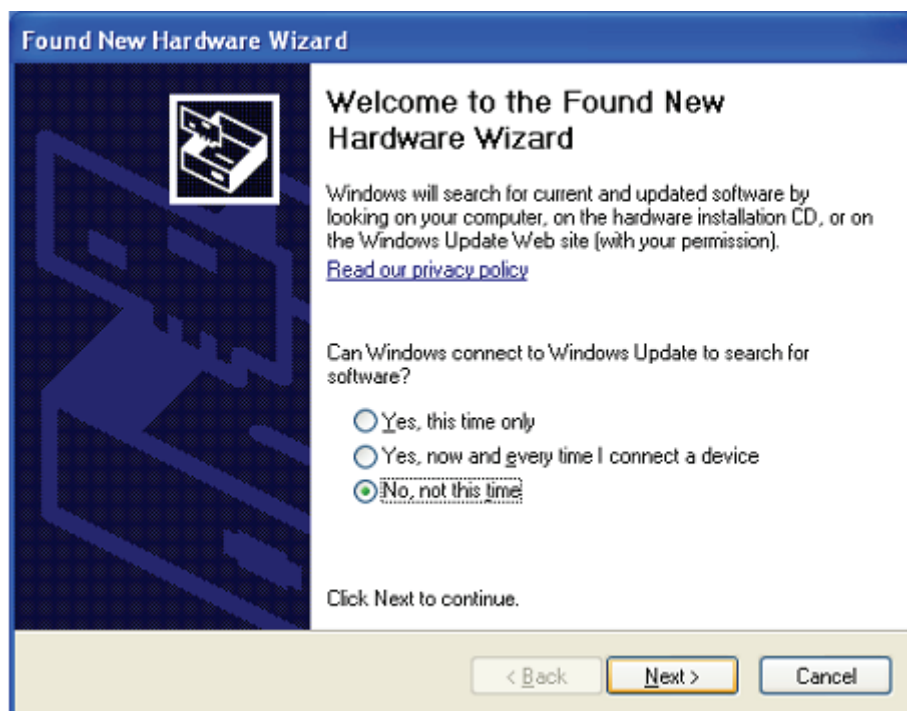 Found New Hardware Wizard
Welcome to the Found New
Hardware Wizard
Windows will search for current and updated software by
looking on your computer, on the hardware installation CD, or on
the Windows Update Web site (with your permission).
Read our privacy policy
Can Windows connect to Windows Update to search for
software?
Yes, this time only
Yes, now and every time I connect a device
No, not this time
Click Next to continue.
< Back
Next >
Cancel